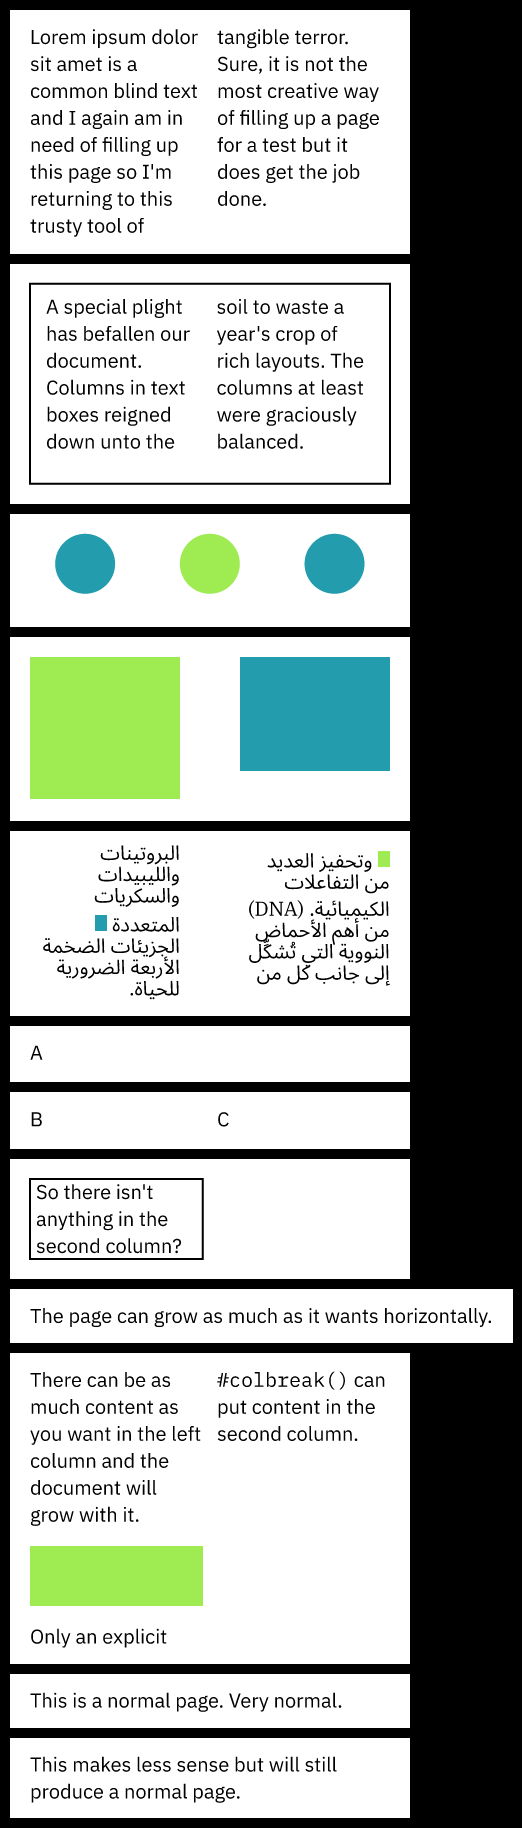 Lorem ipsum dolor
sit amet is a
common blind text
and I again am in
need of filling up
this page so I'm
returning to this
trusty tool of
tangible terror.
Sure, it is not the
most creative way
of filling up a page
for a test but it
does get the job
done.
A special plight
has befallen our
document.
Columns in text
boxes reigned
down unto the
soil to waste a
year's crop of
rich layouts. The
columns at least
were graciously
balanced.
وتحفيز العديد
من التفاعلات
الكيميائية. (DNA)
من أهم الأحماض
النووية التي تُشكِّل
إلى جانب كل من
البروتينات
والليبيدات
والسكريات
المتعددة
الجزيئات الضخمة
الأربعة الضرورية
للحياة.
A
B
C
So there isn't
anything in the
second column?
The page can grow as much as it wants horizontally.
There can be as
much content as
you want in the left
column and the
document will
grow with it.
Only an explicit
#colbreak() can
put content in the
second column.
This is a normal page. Very normal.
This makes less sense but will still
produce a normal page.